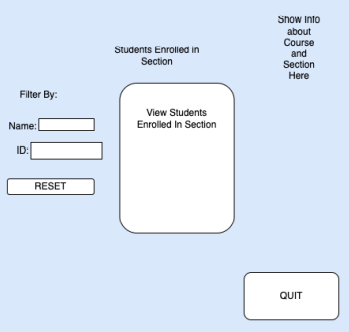 Show Info
about
Course
and
Section
Here
Students Enrolled in
Section
Filter By:
View Students
Enrolled In Section
Name:
ID:
RESET
QUIT